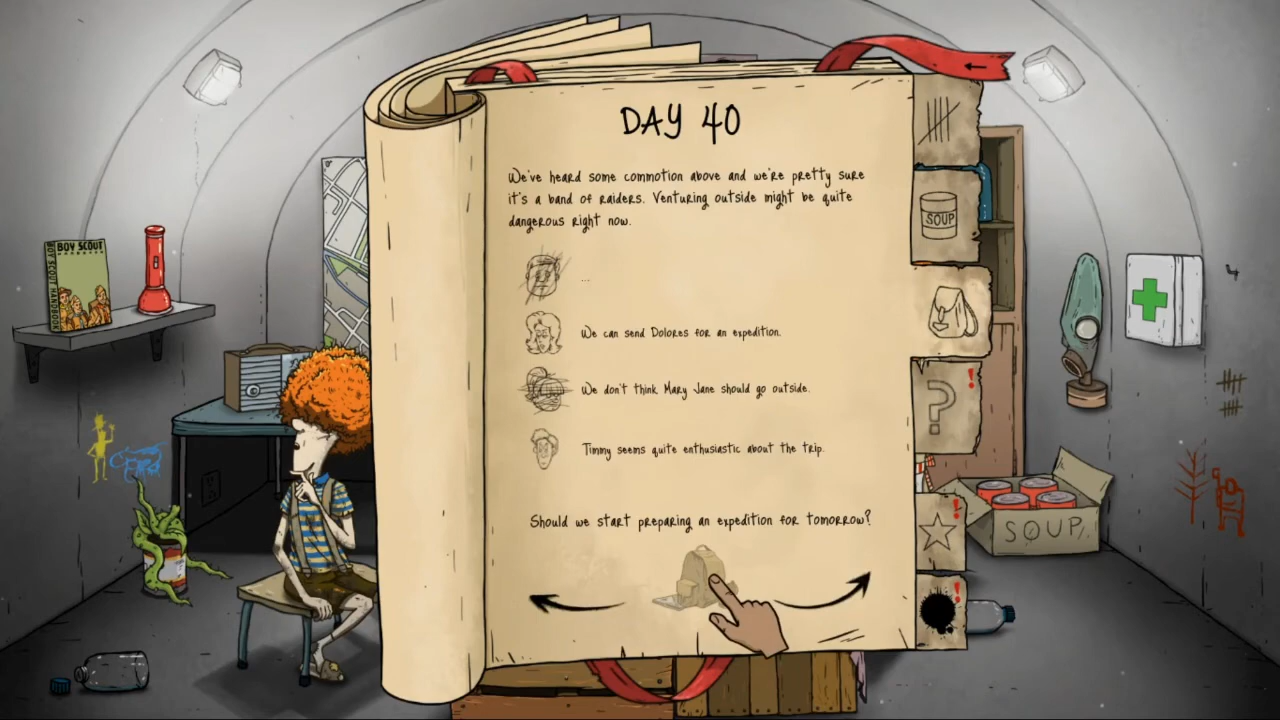 DAY 40
We've heard some commotion above and we're pretty sure
it's a band of raiders. Venturing outside might be quite
dangerous right now.
...
We can send Dolores for an expedition.
We don't think Mary Jane should go outside.
Timmy seems quite enthusiastic about the trip.
Should we start preparing an expedition for tomorrow?
SOUP
?
BOY SCOUT
BOY SCOUT HANDBOOK
SOUP